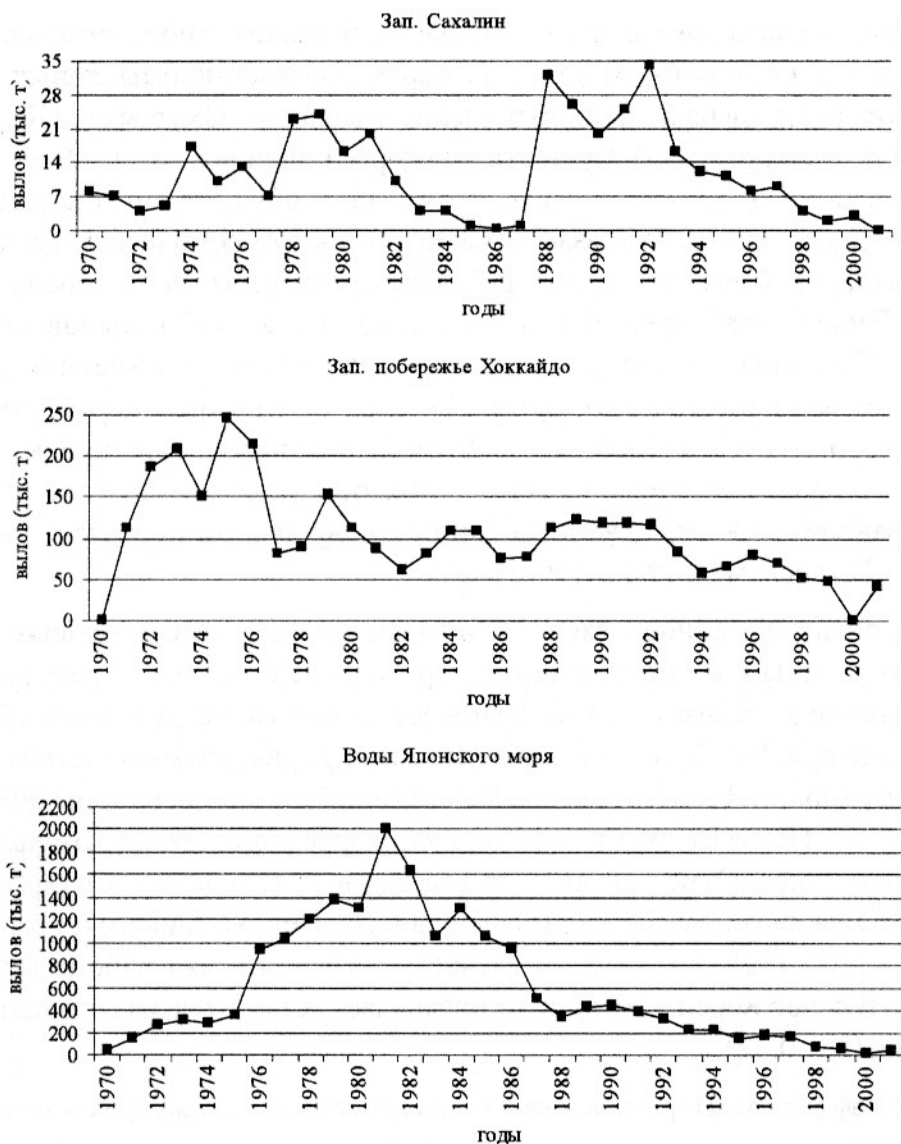 Зап. Сахалин
35
28
21
14
7
0
вылов (тыс. т)
1970 1972 1974 1976 1978 1980 1982 1984 1986 1988 1990 1992 1994 1996 1998 2000
годы
Зап. побережье Хоккайдо
250
200
150
100
50
0
вылов (тыс. т)
1970 1972 1974 1976 1978 1980 1982 1984 1986 1988 1990 1992 1994 1996 1998 2000
годы
Воды Японского моря
2200
2000
1800
1600
1400
1200
1000
800
600
400
200
0
вылов (тыс. т)
1970 1972 1974 1976 1978 1980 1982 1984 1986 1988 1990 1992 1994 1996 1998 2000
годы